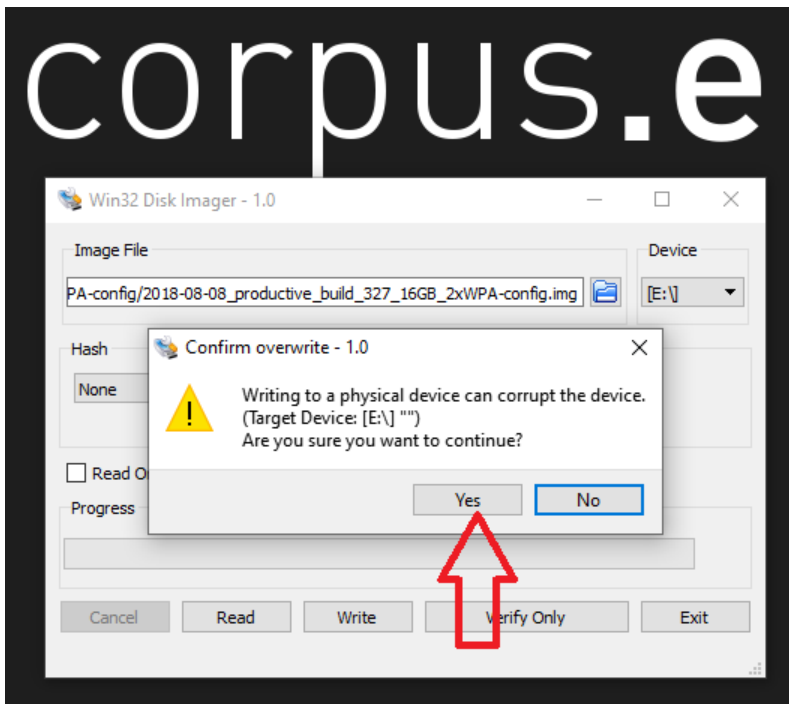 corpus.e
Win32 Disk Imager - 1.0
Image File
Device
PA-config/2018-08-08_productive_build_327_16GB_2xWPA-config.img
[E:\]
Hash
None
Confirm overwrite - 1.0
Writing to a physical device can corrupt the device.
(Target Device: [E:\] "")
Are you sure you want to continue?
Yes
No
Read O
Progress
Cancel
Read
Write
Verify Only
Exit